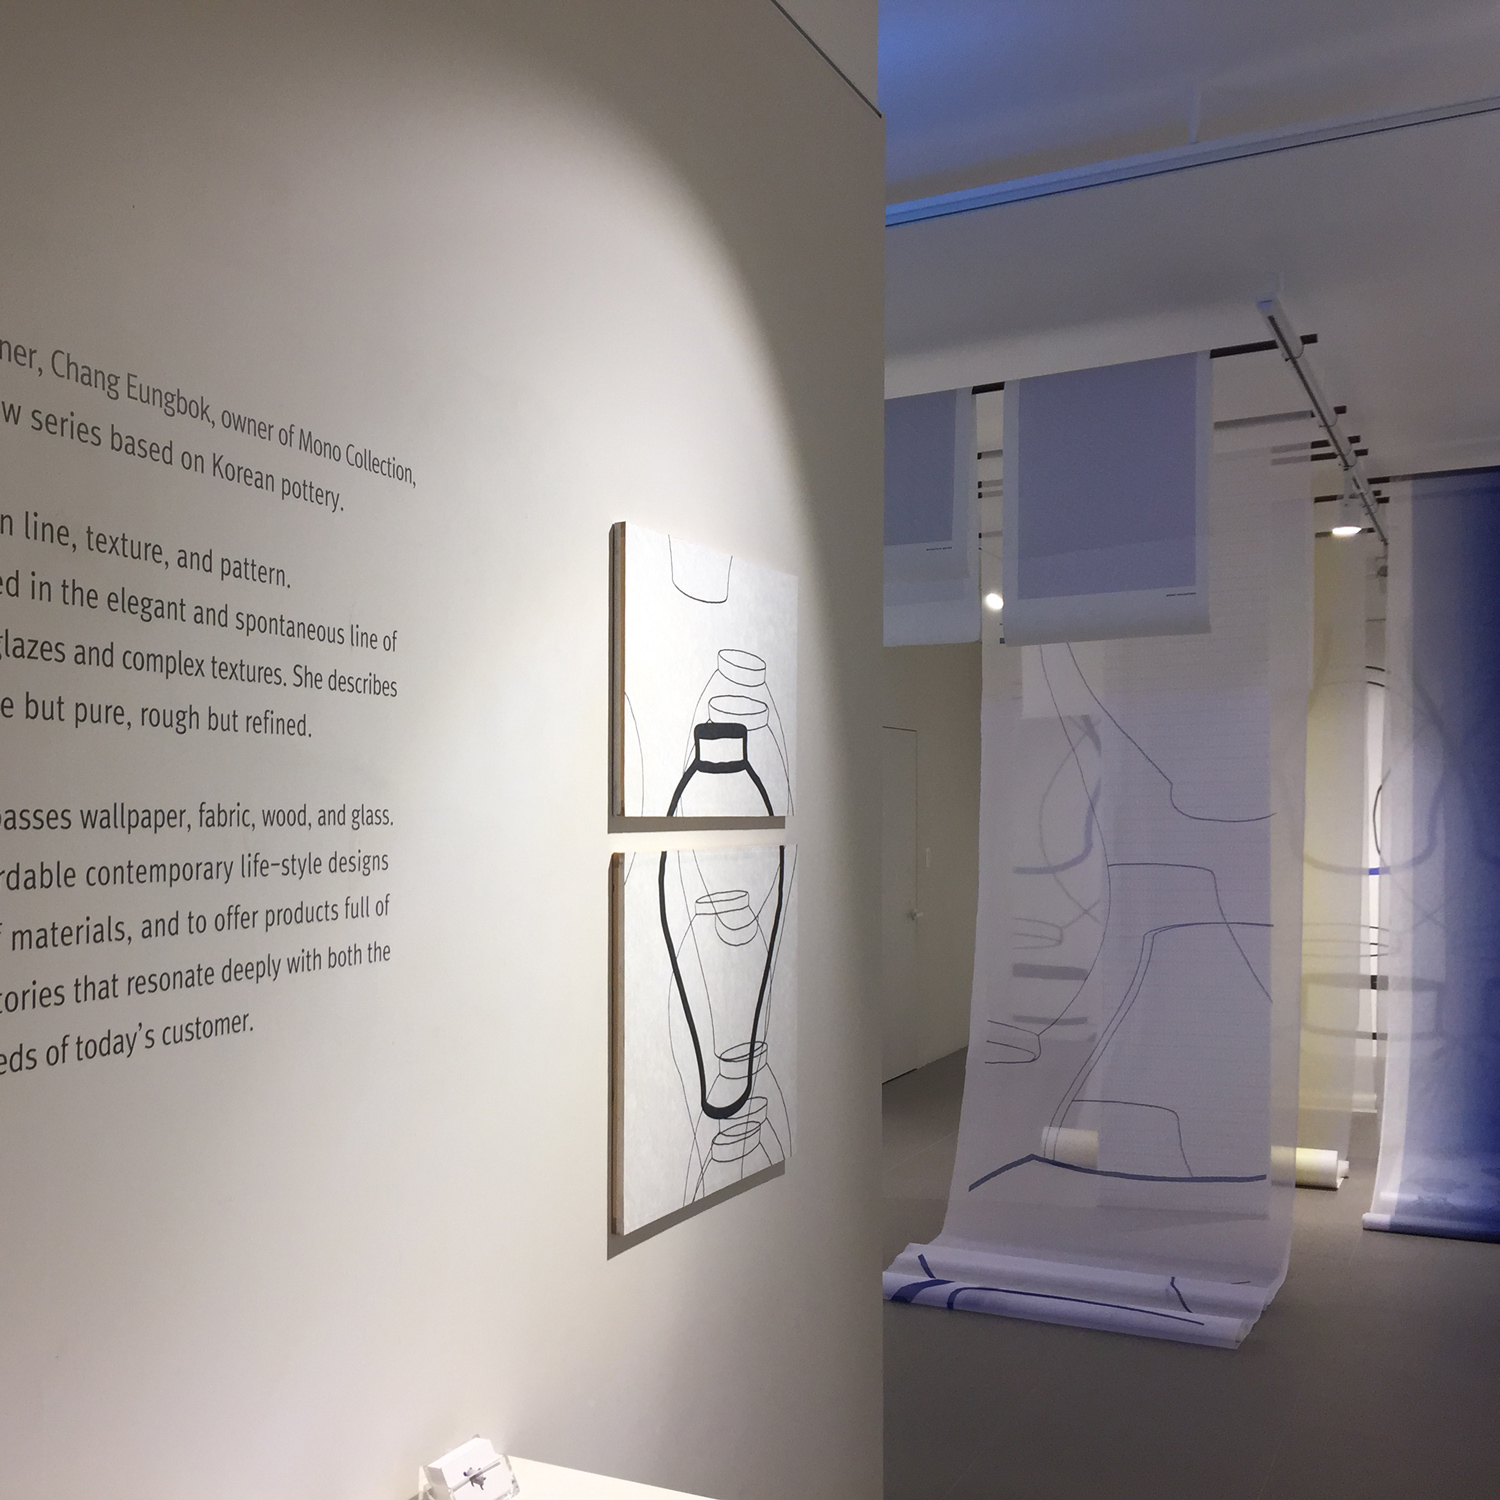 ner, Chang Eungbok, owner of Mono Collection,
w series based on Korean pottery.
n line, texture, and pattern.
ed in the elegant and spontaneous line of
glazes and complex textures. She describes
e but pure, rough but refined.
passes wallpaper, fabric, wood, and glass.
rdable contemporary life-style designs
f materials, and to offer products full of
tories that resonate deeply with both the
eds of today's customer.